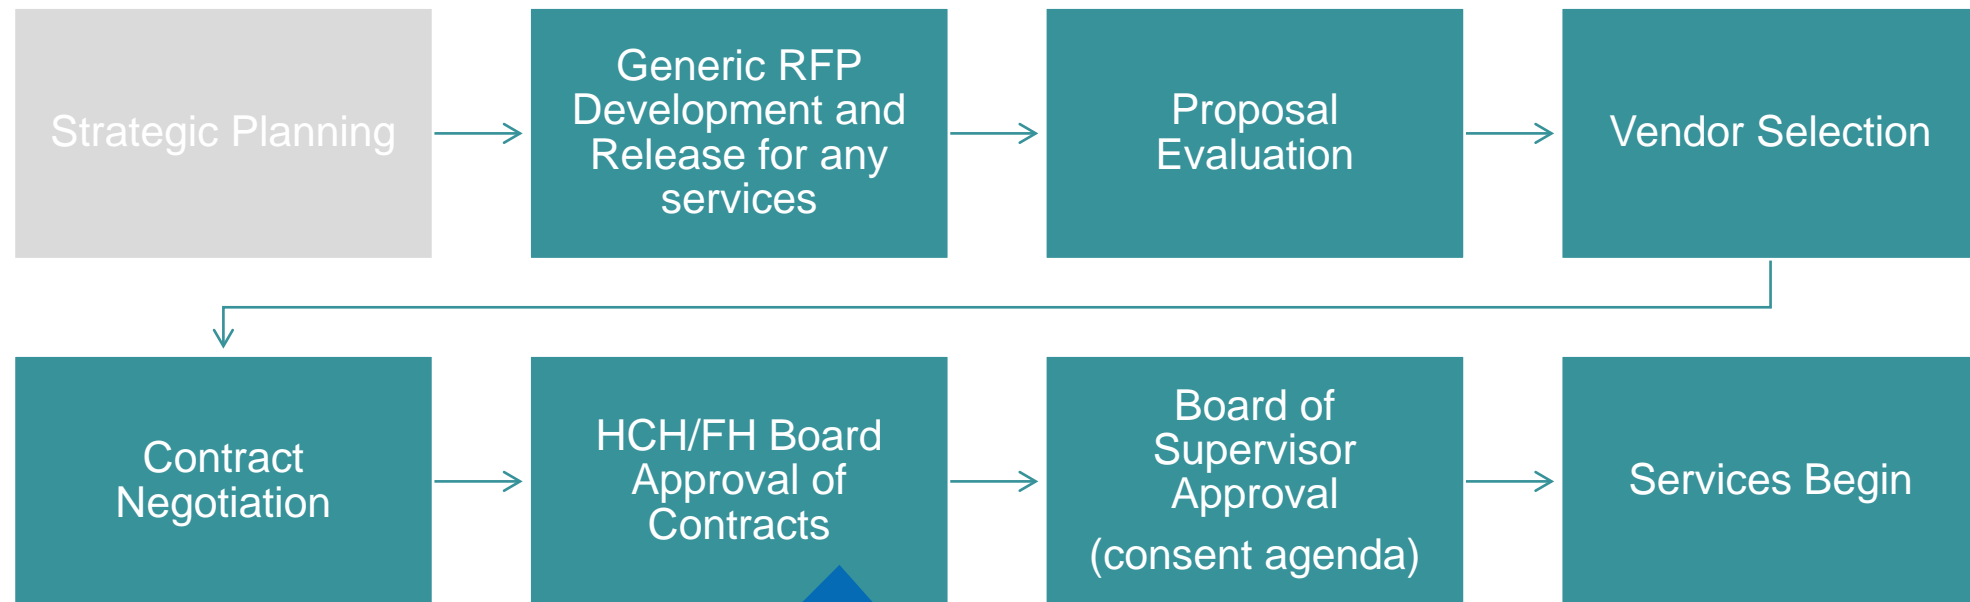 Strategic Planning
Generic RFP
Development and
Release for any
services
Proposal
Evaluation
Vendor Selection
Contract
Negotiation
HCH/FH Board
Approval of
Contracts
Board of
Supervisor
Approval
(consent agenda)
Services Begin